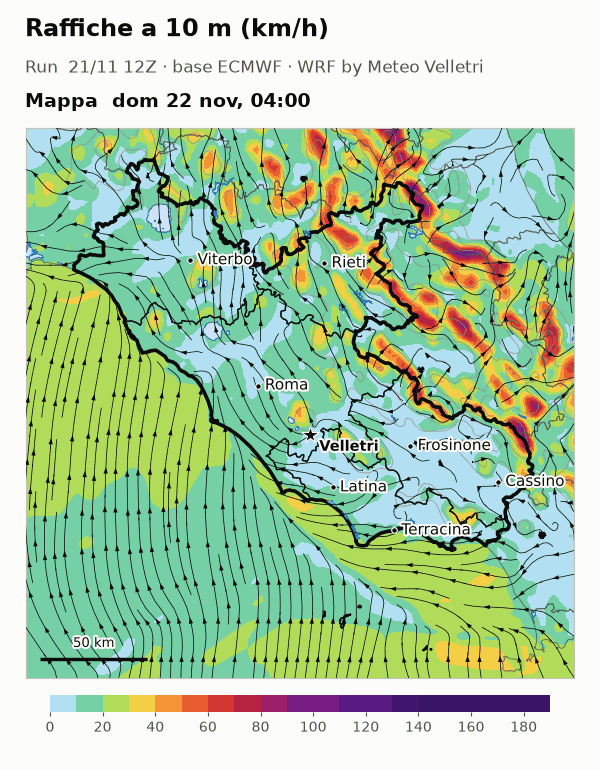 Raffiche a 10 m (km/h)
Run  21/11 12Z · base ECMWF · WRF by Meteo Velletri
Mappa  dom 22 nov, 04:00
Viterbo
Rieti
Roma
Velletri
Frosinone
Latina
Cassino
Terracina
50 km
0 20 40 60 80 100 120 140 160 180